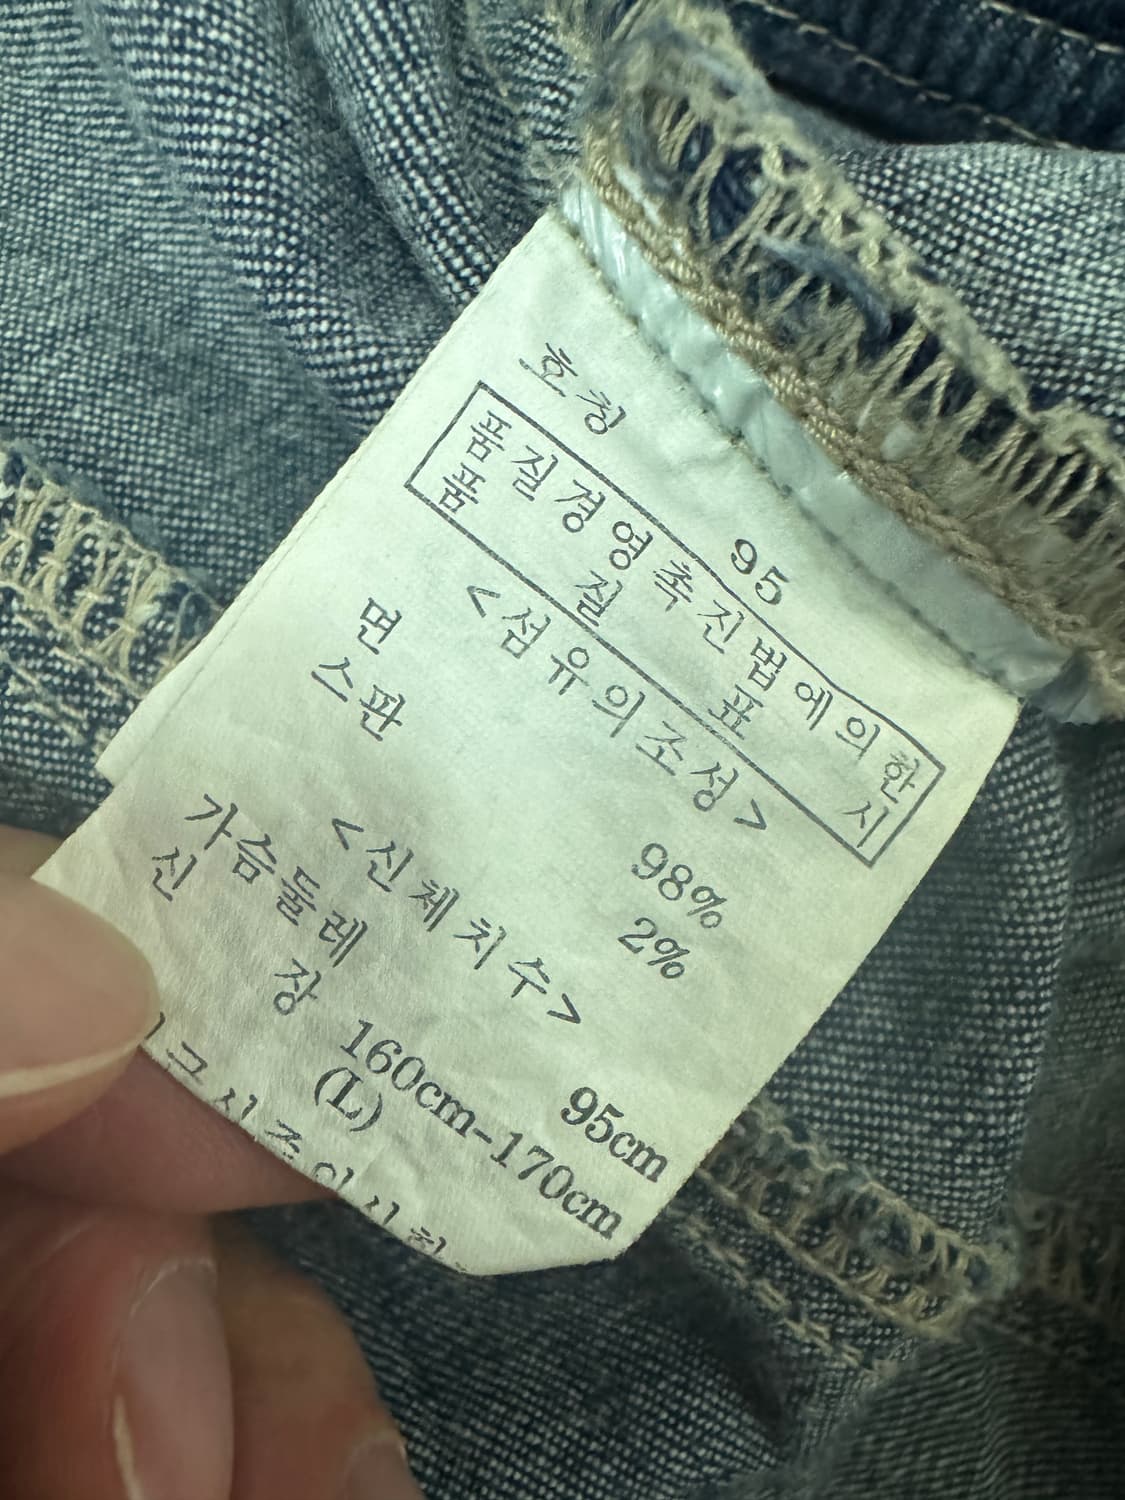 호칭 95
품질경영촉진법에의한
품 질 표 시
<섬유의조성>
면 98%
스판 2%
<신체치수>
가슴둘레 95cm
신 장 160cm-170cm
(L)